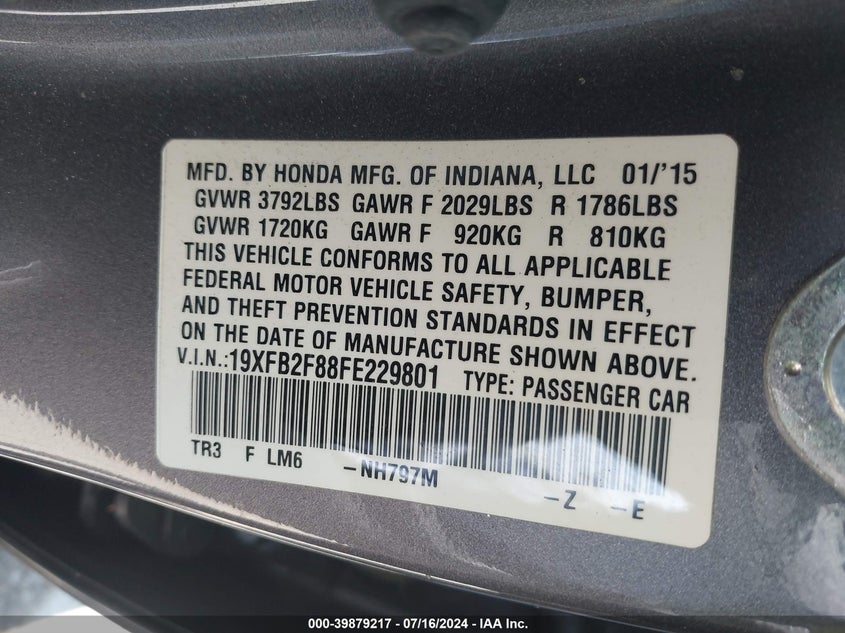 MFD. BY HONDA MFG. OF INDIANA, LLC 01/'15
GVWR 3792LBS GAWR F 2029LBS R 1786LBS
GVWR 1720KG GAWR F 920KG R 810KG
THIS VEHICLE CONFORMS TO ALL APPLICABLE
FEDERAL MOTOR VEHICLE SAFETY, BUMPER,
AND THEFT PREVENTION STANDARDS IN EFFECT
ON THE DATE OF MANUFACTURE SHOWN ABOVE.
V.I.N.:19XFB2F88FE229801 TYPE: PASSENGER CAR
TR3 F LM6 –NH797M –Z –E
000-39879217 - 07/16/2024 - IAA Inc.